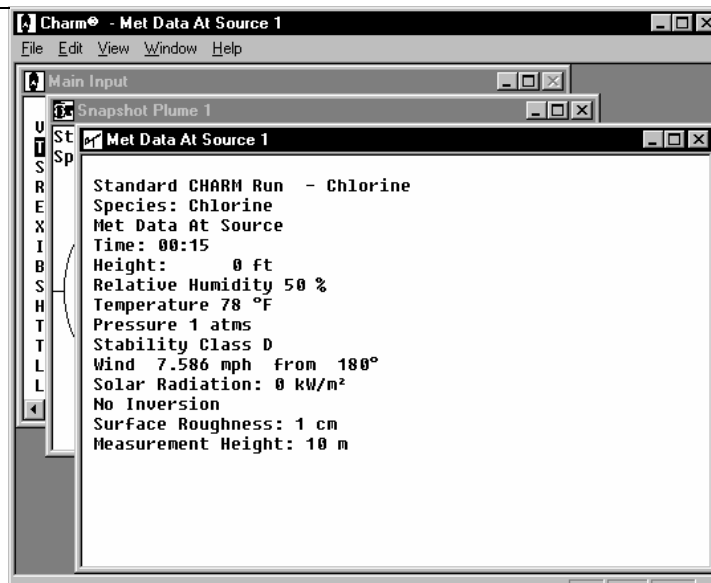 Charm® - Met Data At Source 1
File Edit View Window Help
Main Input
Snapshot Plume 1
V
T
S
R
E
X
I
B
S
H
T
T
L
L
St
Sp
Met Data At Source 1
Standard CHARM Run - Chlorine
Species: Chlorine
Met Data At Source
Time: 00:15
Height: 0 ft
Relative Humidity 50 %
Temperature 78 °F
Pressure 1 atms
Stability Class D
Wind 7.586 mph from 180°
Solar Radiation: 0 kW/m²
No Inversion
Surface Roughness: 1 cm
Measurement Height: 10 m